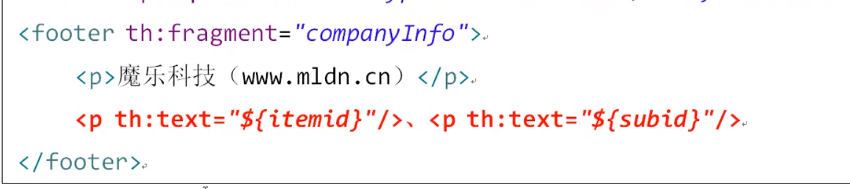 <footer th:fragment="companyInfo">
<p>魔乐科技（www.mldn.cn）</p>
<p th:text="${itemid}"/>、<p th:text="${subid}"/>
</footer>